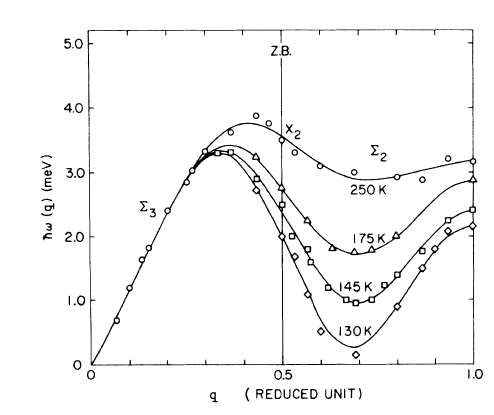 5.0
Z.B.
4.0
X2
Σ2
3.0
250 K
Σ3
ħω (q) (meV)
2.0
175 K
145 K
1.0
130 K
0
0
0.5
1.0
q (REDUCED UNIT)